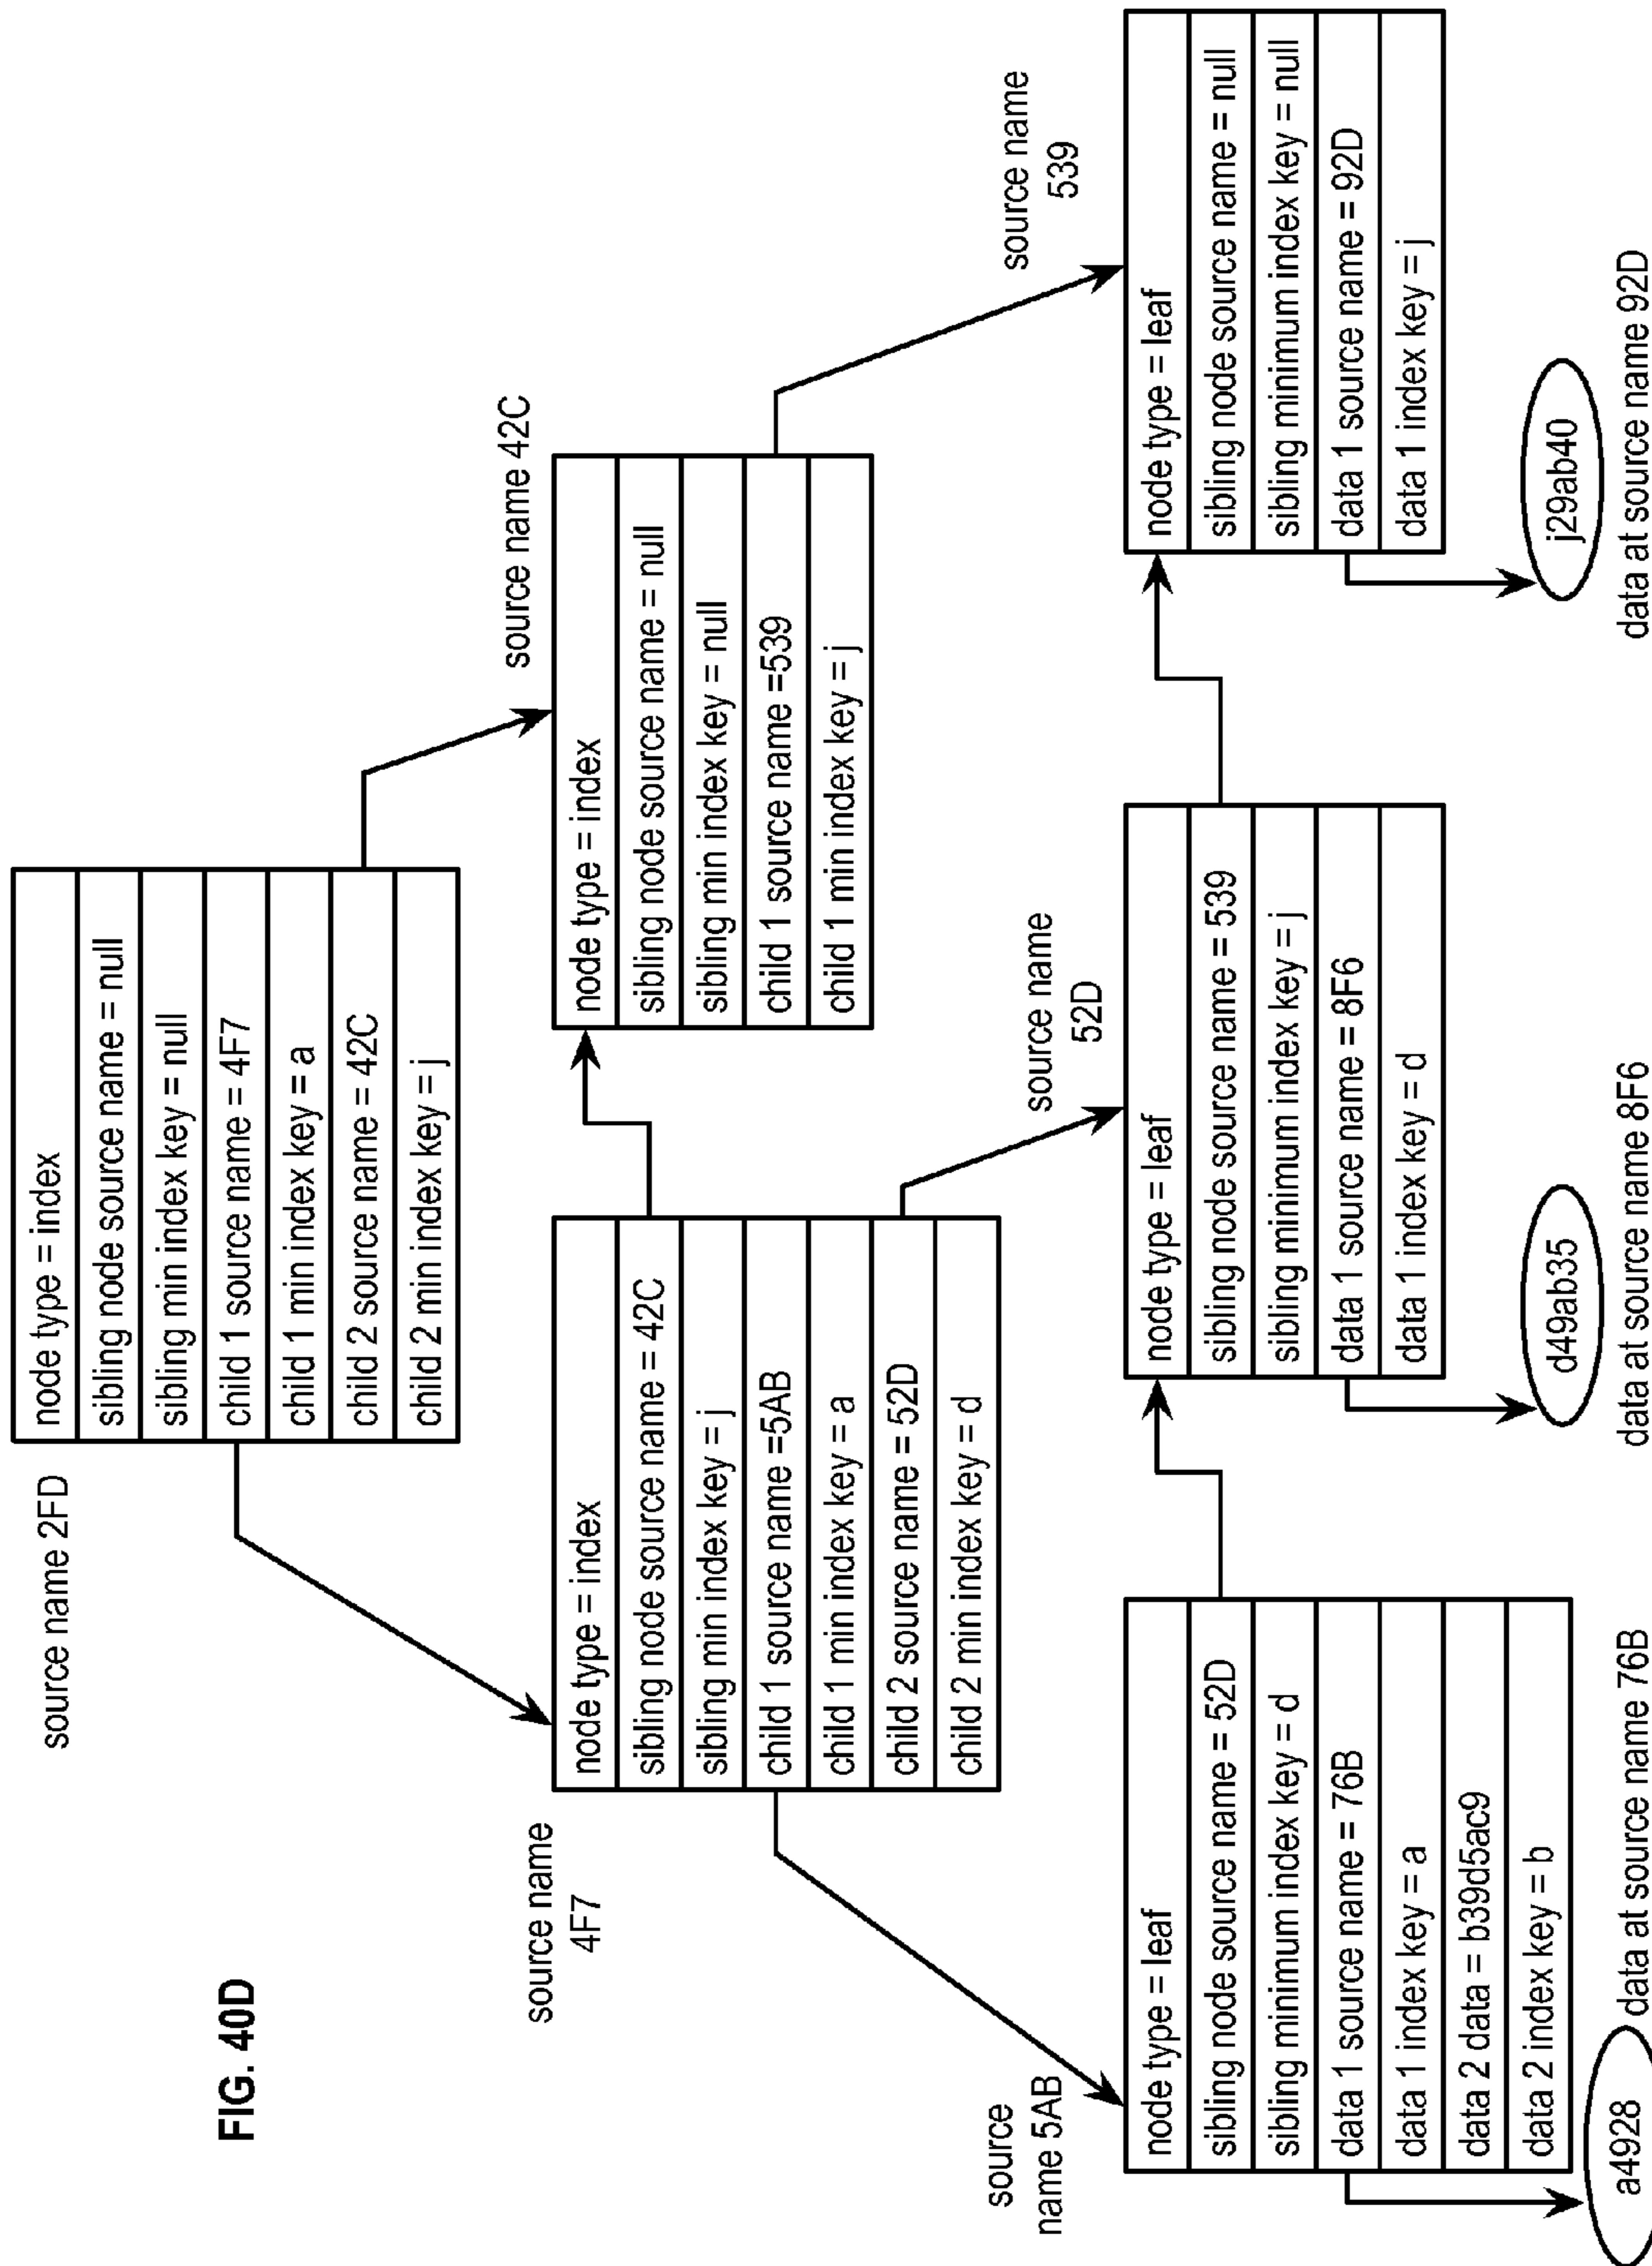 FIG. 40D
source name 2FD
node type = index
sibling node source name = null
sibling min index key = null
child 1 source name = 4F7
child 1 min index key = a
child 2 source name = 42C
child 2 min index key = j
source name
4F7
node type = index
sibling node source name = 42C
sibling min index key = j
child 1 source name =5AB
child 1 min index key = a
child 2 source name = 52D
child 2 min index key = d
source name 42C
node type = index
sibling node source name = null
sibling min index key = null
child 1 source name =539
child 1 min index key = j
source
name 5AB
node type = leaf
sibling node source name = 52D
sibling minimum index key = d
data 1 source name = 76B
data 1 index key = a
data 2 data = b39d5ac9
data 2 index key = b
a4928
data at source name 76B
source name
52D
node type = leaf
sibling node source name = 539
sibling minimum index key = j
data 1 source name = 8F6
data 1 index key = d
d49ab35
data at source name 8F6
source name
539
node type = leaf
sibling node source name = null
sibling minimum index key = null
data 1 source name = 92D
data 1 index key = j
j29ab40
data at source name 92D